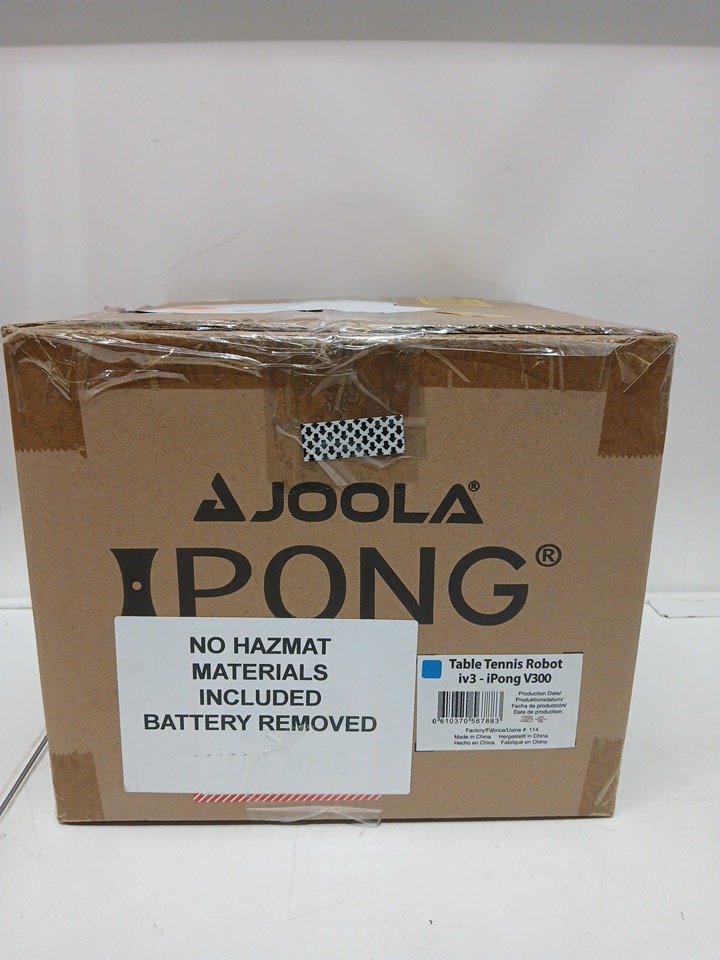 JOOLA®
IPONG®
NO HAZMAT
MATERIALS
INCLUDED
BATTERY REMOVED
Table Tennis Robot
iv3 - iPong V300
0 610370 567883
Production Date/
Produktionsdatum/
Fecha de producción/
Date de production:
Factory/Fábrica/Usine #: 114
Made in China Hergestellt in China
Hecho en China Fabriqué en China